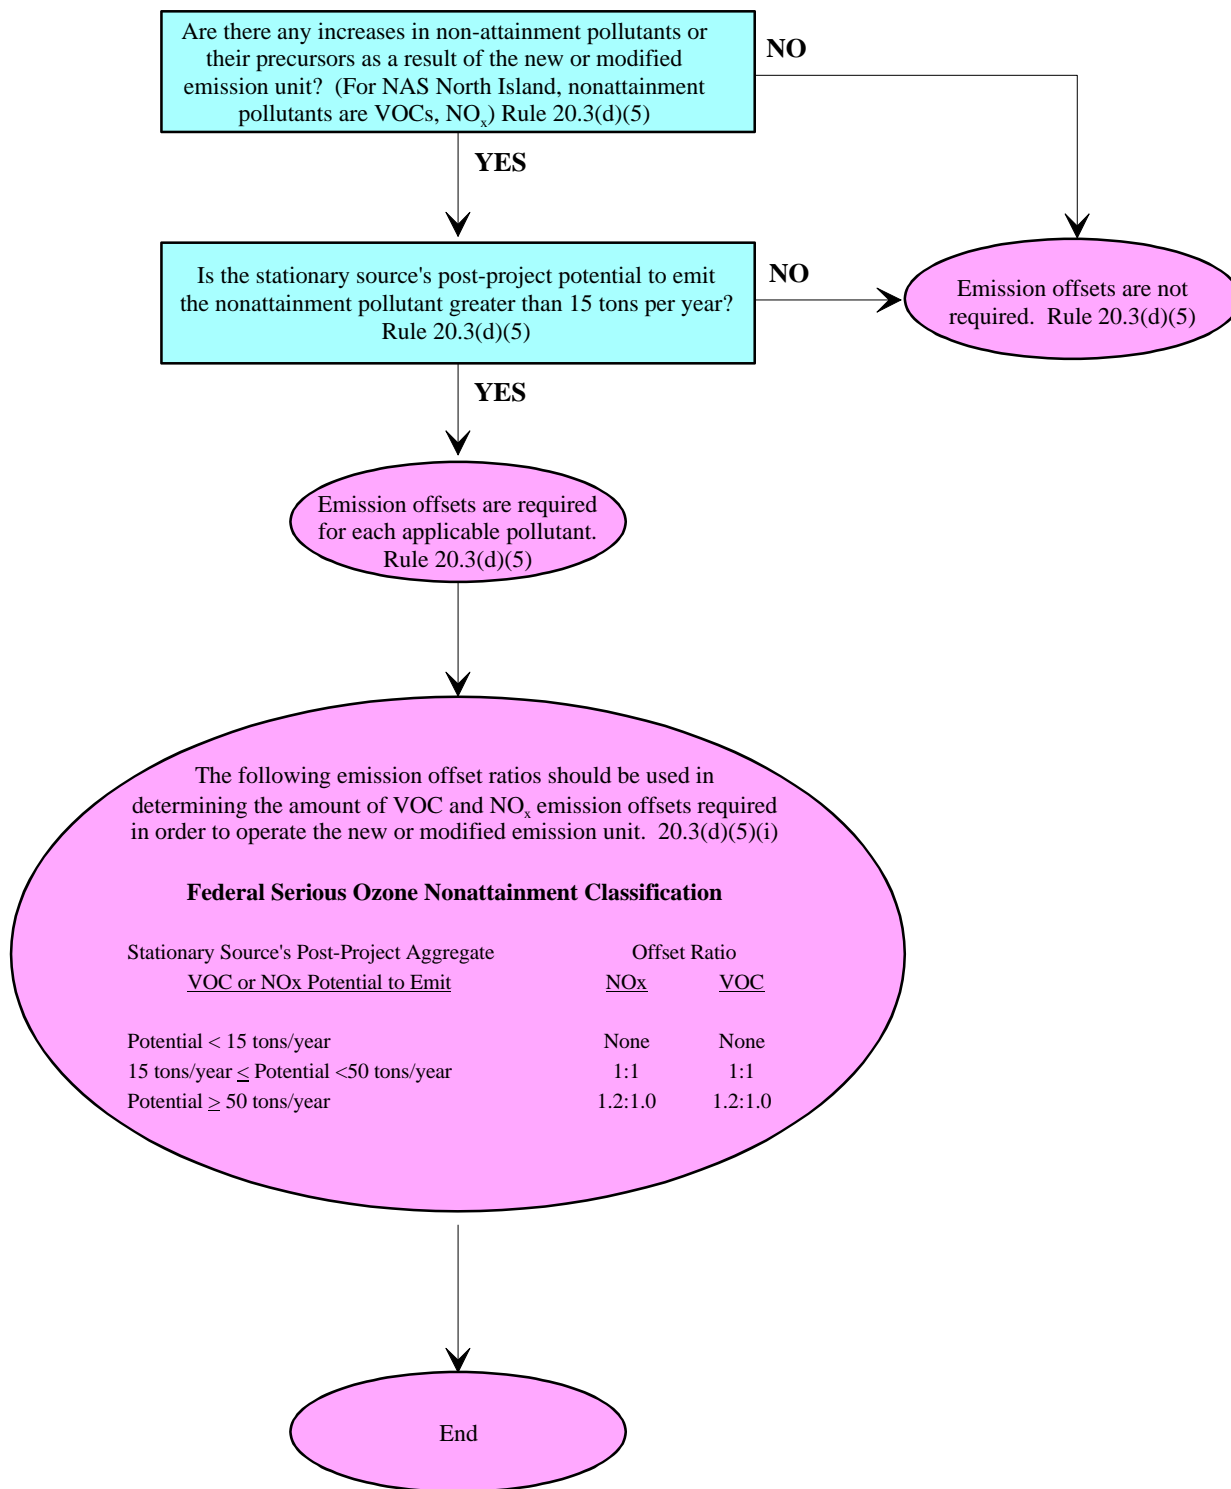 Are there any increases in non-attainment pollutants or
their precursors as a result of the new or modified
emission unit? (For NAS North Island, nonattainment
pollutants are VOCs, NOx) Rule 20.3(d)(5)
NO
YES
Is the stationary source's post-project potential to emit
the nonattainment pollutant greater than 15 tons per year?
Rule 20.3(d)(5)
NO
Emission offsets are not
required. Rule 20.3(d)(5)
YES
Emission offsets are required
for each applicable pollutant.
Rule 20.3(d)(5)
The following emission offset ratios should be used in
determining the amount of VOC and NOx emission offsets required
in order to operate the new or modified emission unit. 20.3(d)(5)(i)
Federal Serious Ozone Nonattainment Classification
Stationary Source's Post-Project Aggregate Offset Ratio
VOC or NOx Potential to Emit NOx VOC
Potential < 15 tons/year None None
15 tons/year ≤ Potential <50 tons/year 1:1 1:1
Potential ≥ 50 tons/year 1.2:1.0 1.2:1.0
End